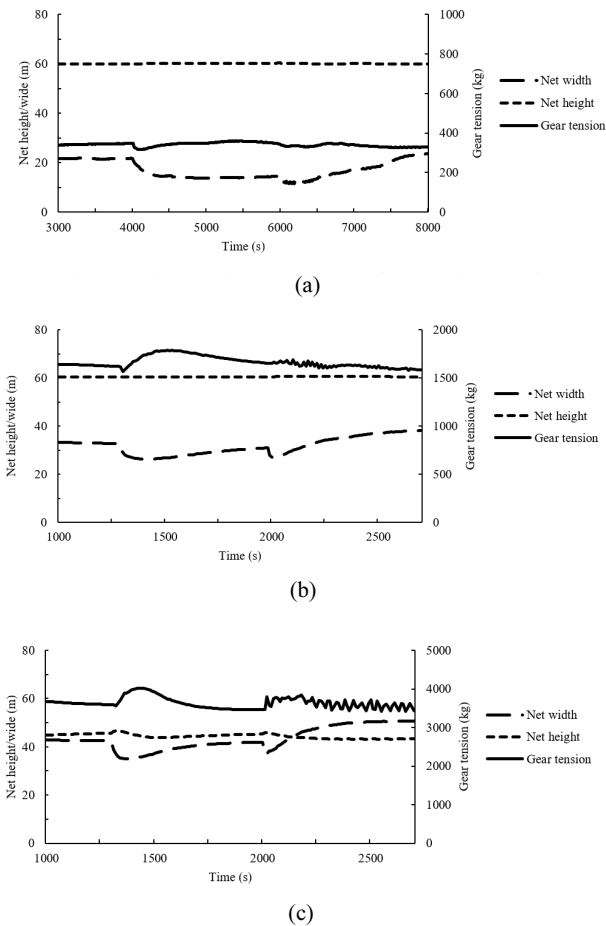 80
60
40
20
0
Net height/wide (m)
1000
800
600
400
200
0
Gear tension (kg)
3000 4000 5000 6000 7000 8000
Time (s)
Net width
Net height
Gear tension
(a)
80
60
40
20
0
Net height/wide (m)
2000
1500
1000
500
0
Gear tension (kg)
1000 1500 2000 2500
Time (s)
Net width
Net height
Gear tension
(b)
80
60
40
20
0
Net height/wide (m)
5000
4000
3000
2000
1000
0
Gear tension (kg)
1000 1500 2000 2500
Time (s)
Net width
Net height
Gear tension
(c)